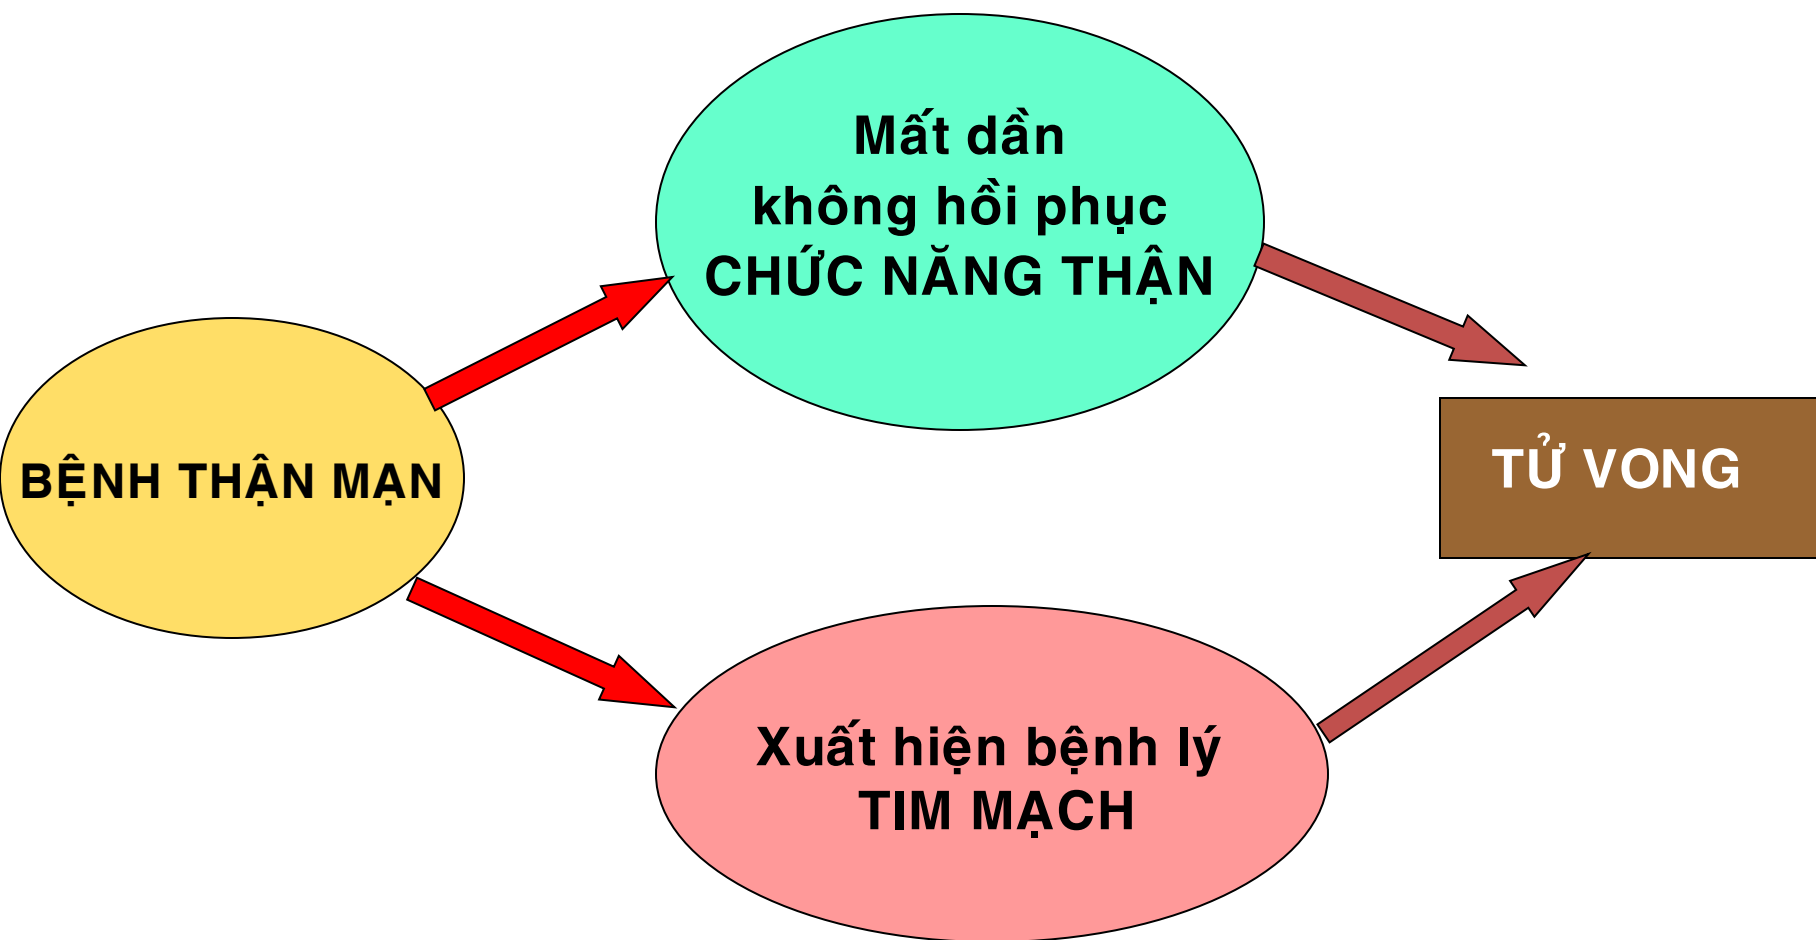 Mất dần
không hồi phục
CHỨC NĂNG THẬN
BỆNH THẬN MẠN
TỬ VONG
Xuất hiện bệnh lý
TIM MẠCH